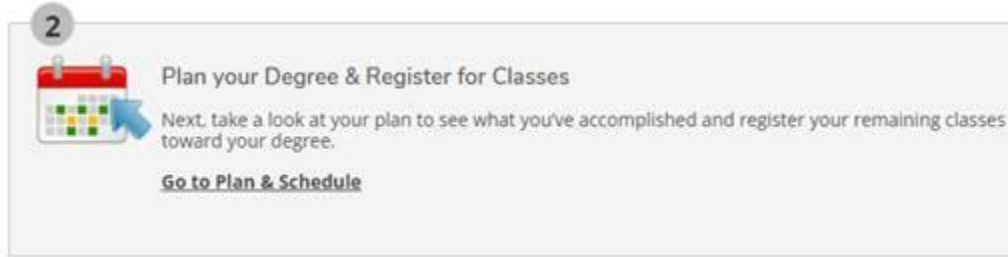 2
Plan your Degree & Register for Classes
Next, take a look at your plan to see what you've accomplished and register your remaining classes
toward your degree.
Go to Plan & Schedule